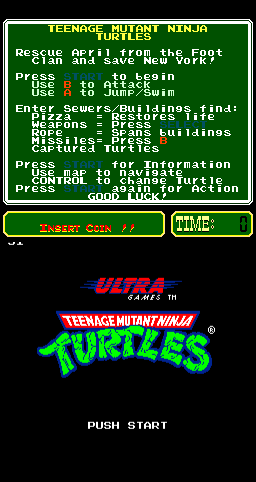 TEENAGE MUTANT NINJA
TURTLES
Rescue April from the Foot
Clan and save New York!
Press START to begin
Use B to Attack
Use A to Jump/Swim
Enter Sewers/Buildings find:
Pizza = Restores life
Weapons = Press SELECT
Rope = Spans buildings
Missiles= Press B
Captured Turtles
Press START for Information
Use map to navigate
CONTROL to change Turtle
Press START again for Action
GOOD LUCK!
INSERT COIN !!
TIME: 0
ULTRA
GAMES TM
TEENAGE MUTANT NINJA
TURTLES®
PUSH START